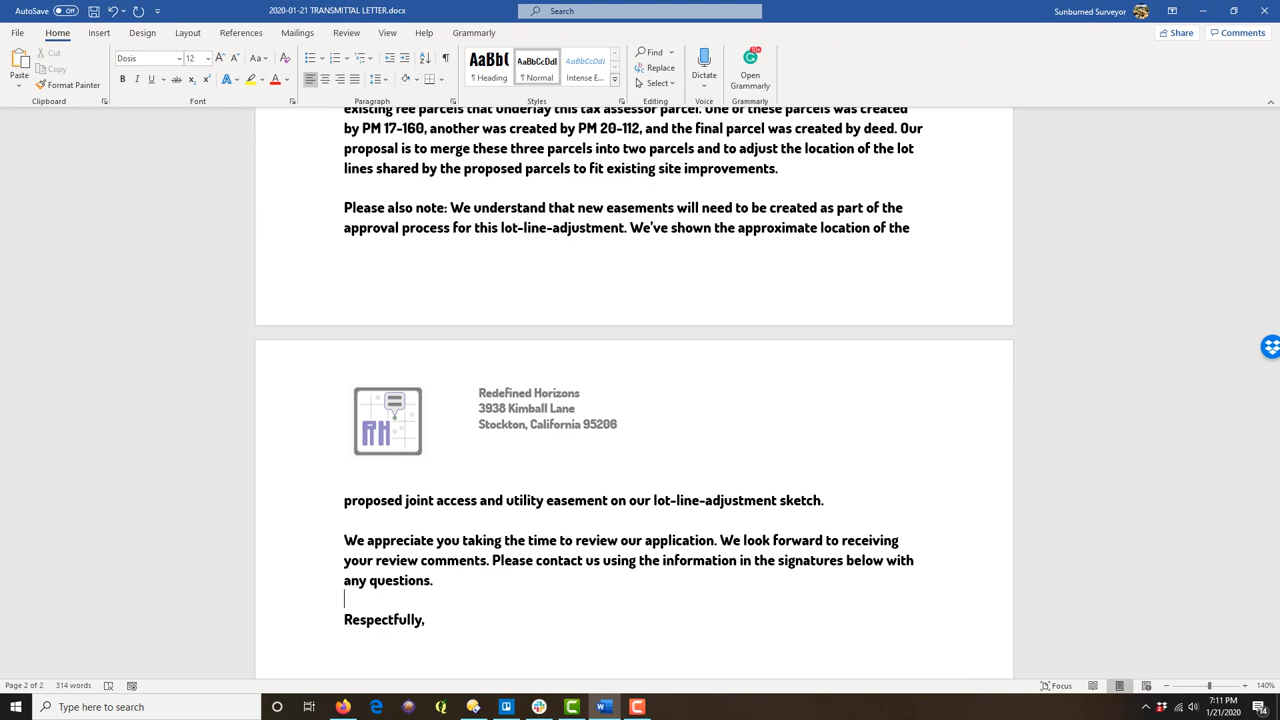 AutoSave Off 2020-01-21 TRANSMITTAL LETTER.docx Search Sunburned Surveyor
File Home Insert Design Layout References Mailings Review View Help Grammarly Share Comments
Paste Cut Copy Format Painter
Dosis 12
AaBb( AaBbCcDdI AaBbCcDdI
¶ Heading ¶ Normal Intense E...
Find Replace Select
Dictate
Open Grammarly
Clipboard Font Paragraph Styles Editing Voice Grammarly
existing fee parcels that underlay this tax assessor parcel. One of these parcels was created
by PM 17-160, another was created by PM 20-112, and the final parcel was created by deed. Our
proposal is to merge these three parcels into two parcels and to adjust the location of the lot
lines shared by the proposed parcels to fit existing site improvements.
Please also note: We understand that new easements will need to be created as part of the
approval process for this lot-line-adjustment. We've shown the approximate location of the
RH
Redefined Horizons
3938 Kimball Lane
Stockton, California 95206
proposed joint access and utility easement on our lot-line-adjustment sketch.
We appreciate you taking the time to review our application. We look forward to receiving
your review comments. Please contact us using the information in the signatures below with
any questions.
Respectfully,
Page 2 of 2 314 words Focus 140%
Type here to search
7:11 PM
1/21/2020